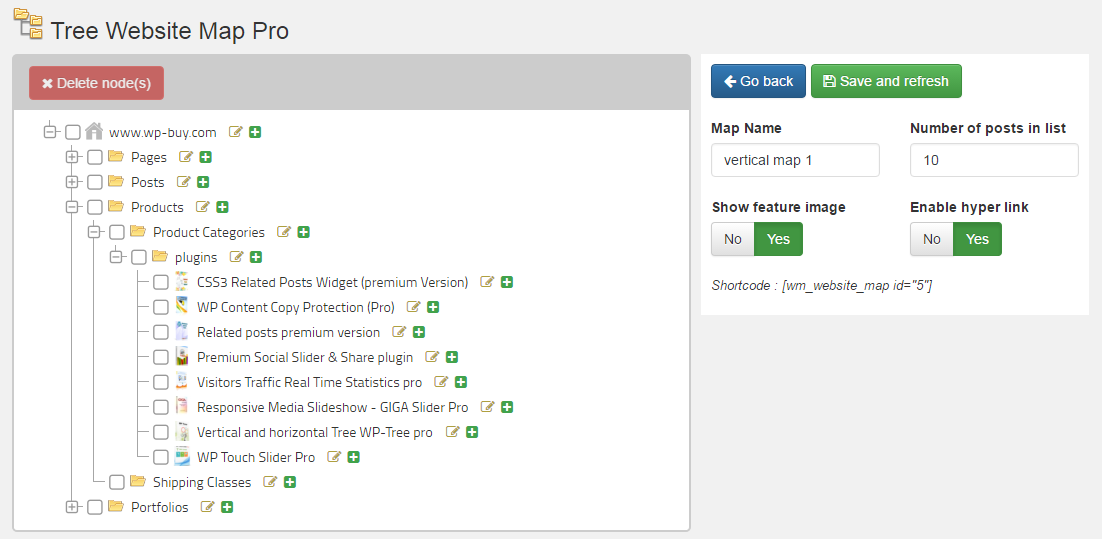 Tree Website Map Pro
Delete node(s)
www.wp-buy.com
Pages
Posts
Products
Product Categories
plugins
CSS3 Related Posts Widget (premium Version)
WP Content Copy Protection (Pro)
Related posts premium version
Premium Social Slider & Share plugin
Visitors Traffic Real Time Statistics pro
Responsive Media Slideshow - GIGA Slider Pro
Vertical and horizontal Tree WP-Tree pro
WP Touch Slider Pro
Shipping Classes
Portfolios
Go back Save and refresh
Map Name Number of posts in list
vertical map 1 10
Show feature image Enable hyper link
No Yes No Yes
Shortcode : [wm_website_map id="5"]